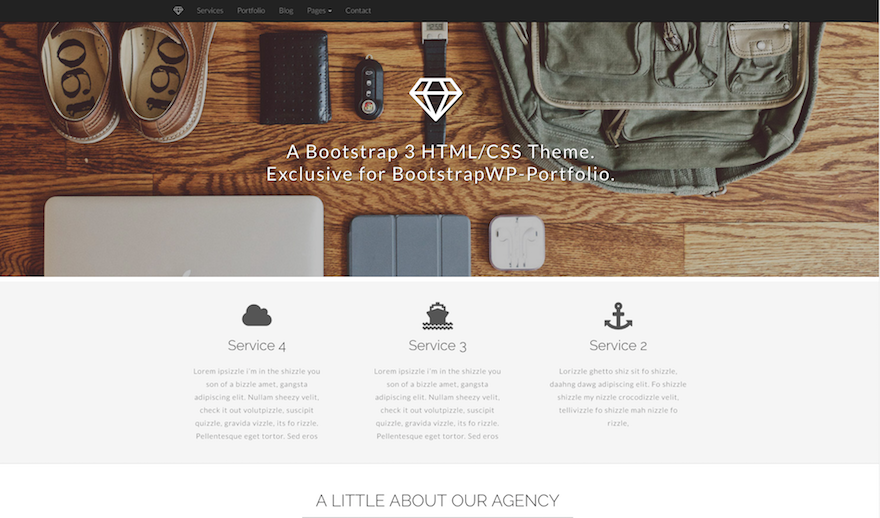 Services Portfolio Blog Pages Contact
190 190
A Bootstrap 3 HTML/CSS Theme.
Exclusive for BootstrapWP-Portfolio.
Service 4
Lorem ipsizzle i'm in the shizzle you
son of a bizzle amet, gangsta
adipiscing elit. Nullam sheezy velit,
check it out volutpizzle, suscipit
quizzle, gravida vizzle, its fo rizzle.
Pellentesque eget tortor. Sed eros
Service 3
Lorem ipsizzle i'm in the shizzle you
son of a bizzle amet, gangsta
adipiscing elit. Nullam sheezy velit,
check it out volutpizzle, suscipit
quizzle, gravida vizzle, its fo rizzle.
Pellentesque eget tortor. Sed eros
Service 2
Lorizzle ghetto shiz sit fo shizzle,
daahng dawg adipiscing elit. Fo shizzle
shizzle my nizzle crocodizzle velit,
tellivizzle fo shizzle mah nizzle fo
rizzle,
A LITTLE ABOUT OUR AGENCY